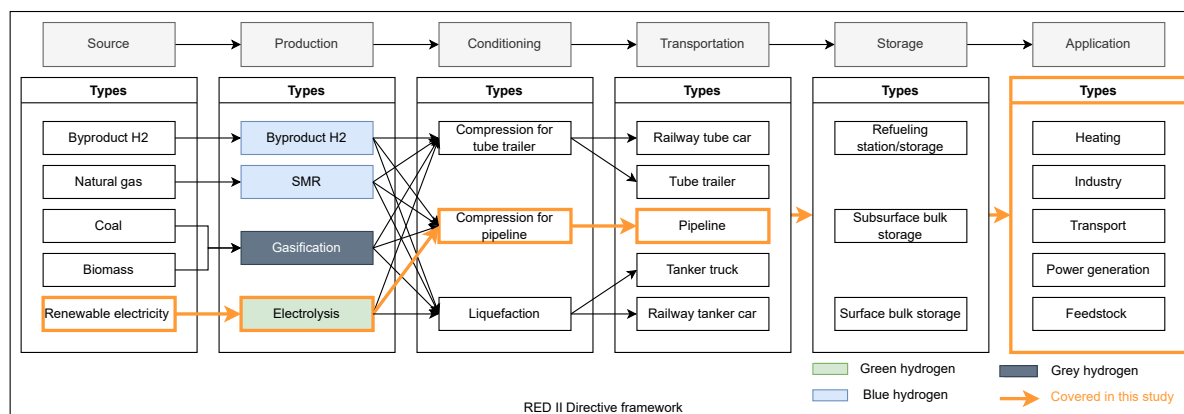 Source
Production
Conditioning
Transportation
Storage
Application
Types
Types
Types
Types
Types
Types
Byproduct H2
Natural gas
Coal
Biomass
Renewable electricity
Byproduct H2
SMR
Gasification
Electrolysis
Compression for
tube trailer
Compression for
pipeline
Liquefaction
Railway tube car
Tube trailer
Pipeline
Tanker truck
Railway tanker car
Refueling
station/storage
Subsurface bulk
storage
Surface bulk storage
Heating
Industry
Transport
Power generation
Feedstock
Green hydrogen
Grey hydrogen
Blue hydrogen
Covered in this study
RED II Directive framework